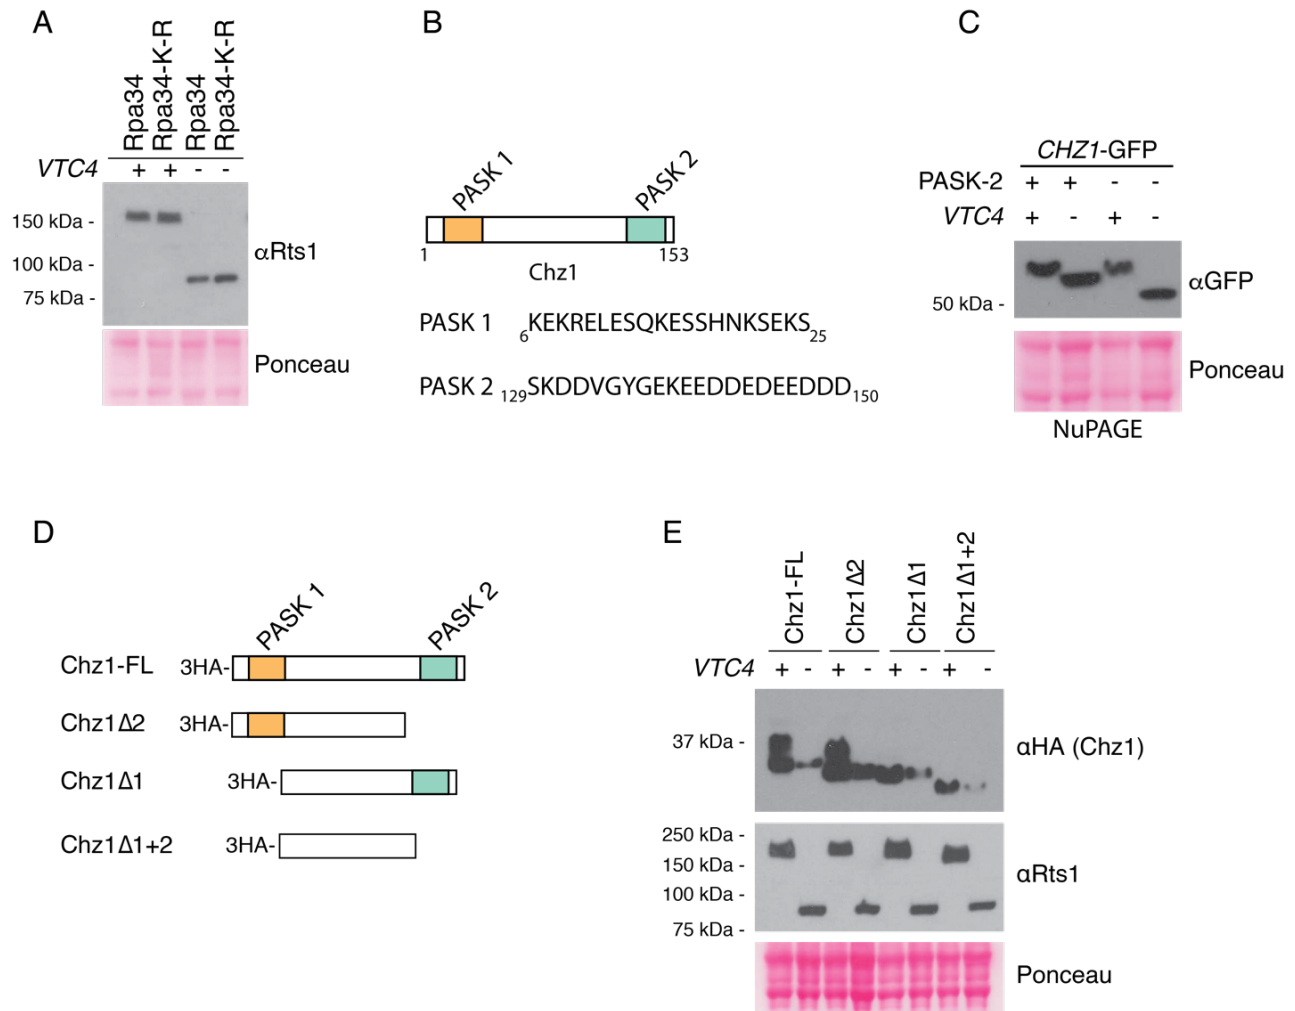 A
Rpa34
Rpa34-K-R
Rpa34
Rpa34-K-R
VTC4 + + - -
150 kDa -
100 kDa -
75 kDa -
αRts1
Ponceau
B
PASK 1
PASK 2
1
153
Chz1
PASK 1 6KEKRELESQKESSHNKSEKS25
PASK 2 129SKDDVGYGEKEEDDEDEEDDD150
C
CHZ1-GFP
PASK-2 + + - -
VTC4 + - + -
50 kDa -
αGFP
Ponceau
NuPAGE
D
PASK 1
PASK 2
Chz1-FL 3HA-
Chz1Δ2 3HA-
Chz1Δ1 3HA-
Chz1Δ1+2 3HA-
E
Chz1-FL
Chz1Δ2
Chz1Δ1
Chz1Δ1+2
VTC4 + - + - + - + -
37 kDa -
αHA (Chz1)
250 kDa -
150 kDa -
100 kDa -
75 kDa -
αRts1
Ponceau